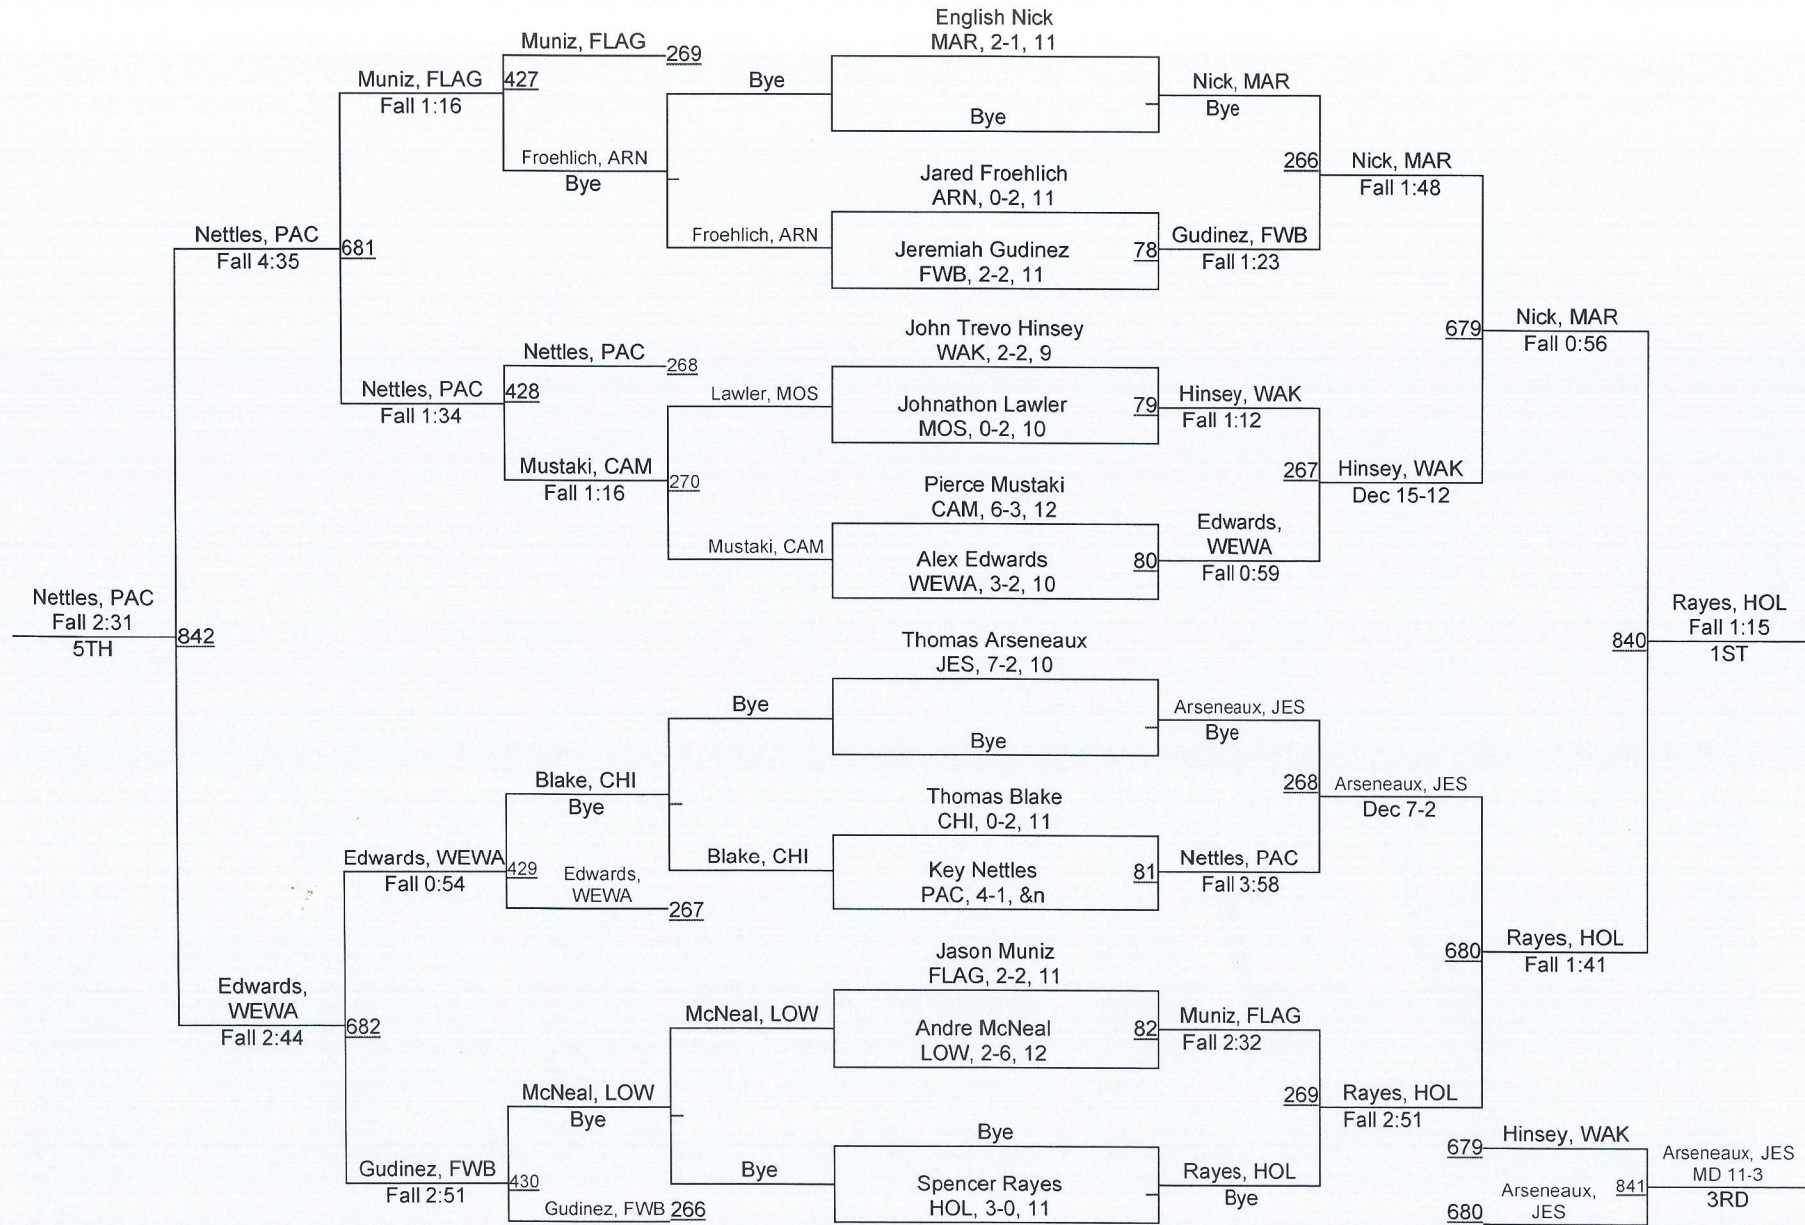 English Nick
MAR, 2-1, 11
Bye
Bye
Jared Froehlich
ARN, 0-2, 11
Froehlich, ARN
Jeremiah Gudinez
FWB, 2-2, 11
78
John Trevo Hinsey
WAK, 2-2, 9
Lawler, MOS
Johnathon Lawler
MOS, 0-2, 10
79
Pierce Mustaki
CAM, 6-3, 12
Mustaki, CAM
Alex Edwards
WEWA, 3-2, 10
80
Thomas Arseneaux
JES, 7-2, 10
Bye
Bye
Thomas Blake
CHI, 0-2, 11
Blake, CHI
Key Nettles
PAC, 4-1, &n
81
Jason Muniz
FLAG, 2-2, 11
McNeal, LOW
Andre McNeal
LOW, 2-6, 12
82
Bye
Bye
Spencer Rayes
HOL, 3-0, 11
Nick, MAR
Bye
266
Gudinez, FWB
Fall 1:23
Hinsey, WAK
Fall 1:12
267
Edwards,
WEWA
Fall 0:59
Arseneaux, JES
Bye
268
Nettles, PAC
Fall 3:58
Muniz, FLAG
Fall 2:32
269
Rayes, HOL
Bye
Nick, MAR
Fall 1:48
679
Hinsey, WAK
Dec 15-12
Arseneaux, JES
Dec 7-2
680
Rayes, HOL
Fall 2:51
Nick, MAR
Fall 0:56
840
Rayes, HOL
Fall 1:41
Rayes, HOL
Fall 1:15
1ST
679
Hinsey, WAK
Arseneaux,
JES
680
841
Arseneaux, JES
MD 11-3
3RD
Muniz, FLAG
269
427
Froehlich, ARN
Bye
Nettles, PAC
268
428
Mustaki, CAM
Fall 1:16
270
Blake, CHI
Bye
429
Edwards,
WEWA
267
McNeal, LOW
Bye
430
Gudinez, FWB
266
Muniz, FLAG
Fall 1:16
681
Nettles, PAC
Fall 1:34
Edwards, WEWA
Fall 0:54
682
Gudinez, FWB
Fall 2:51
Nettles, PAC
Fall 4:35
842
Edwards,
WEWA
Fall 2:44
Nettles, PAC
Fall 2:31
5TH